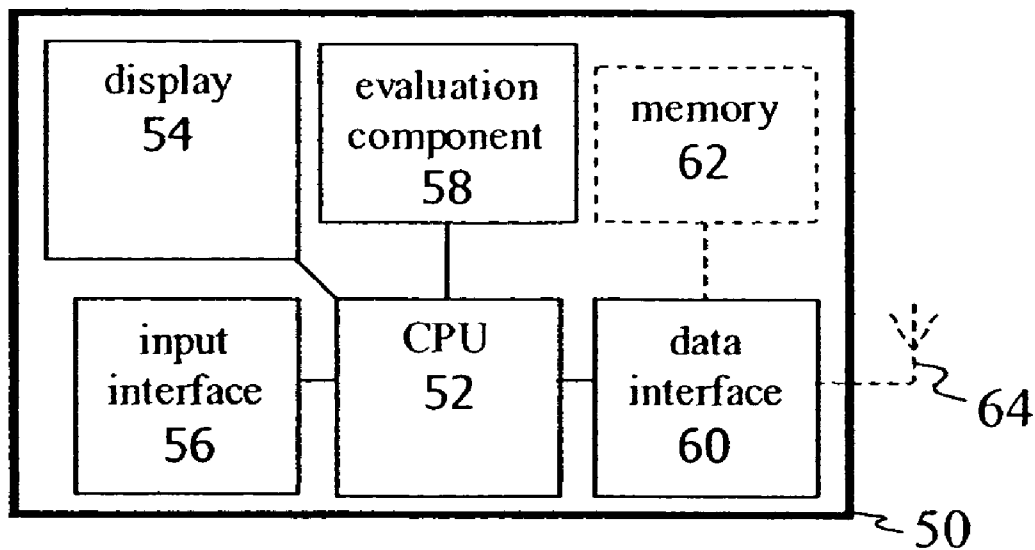 display
54
evaluation
component
58
memory
62
input
interface
56
CPU
52
data
interface
60
64
50